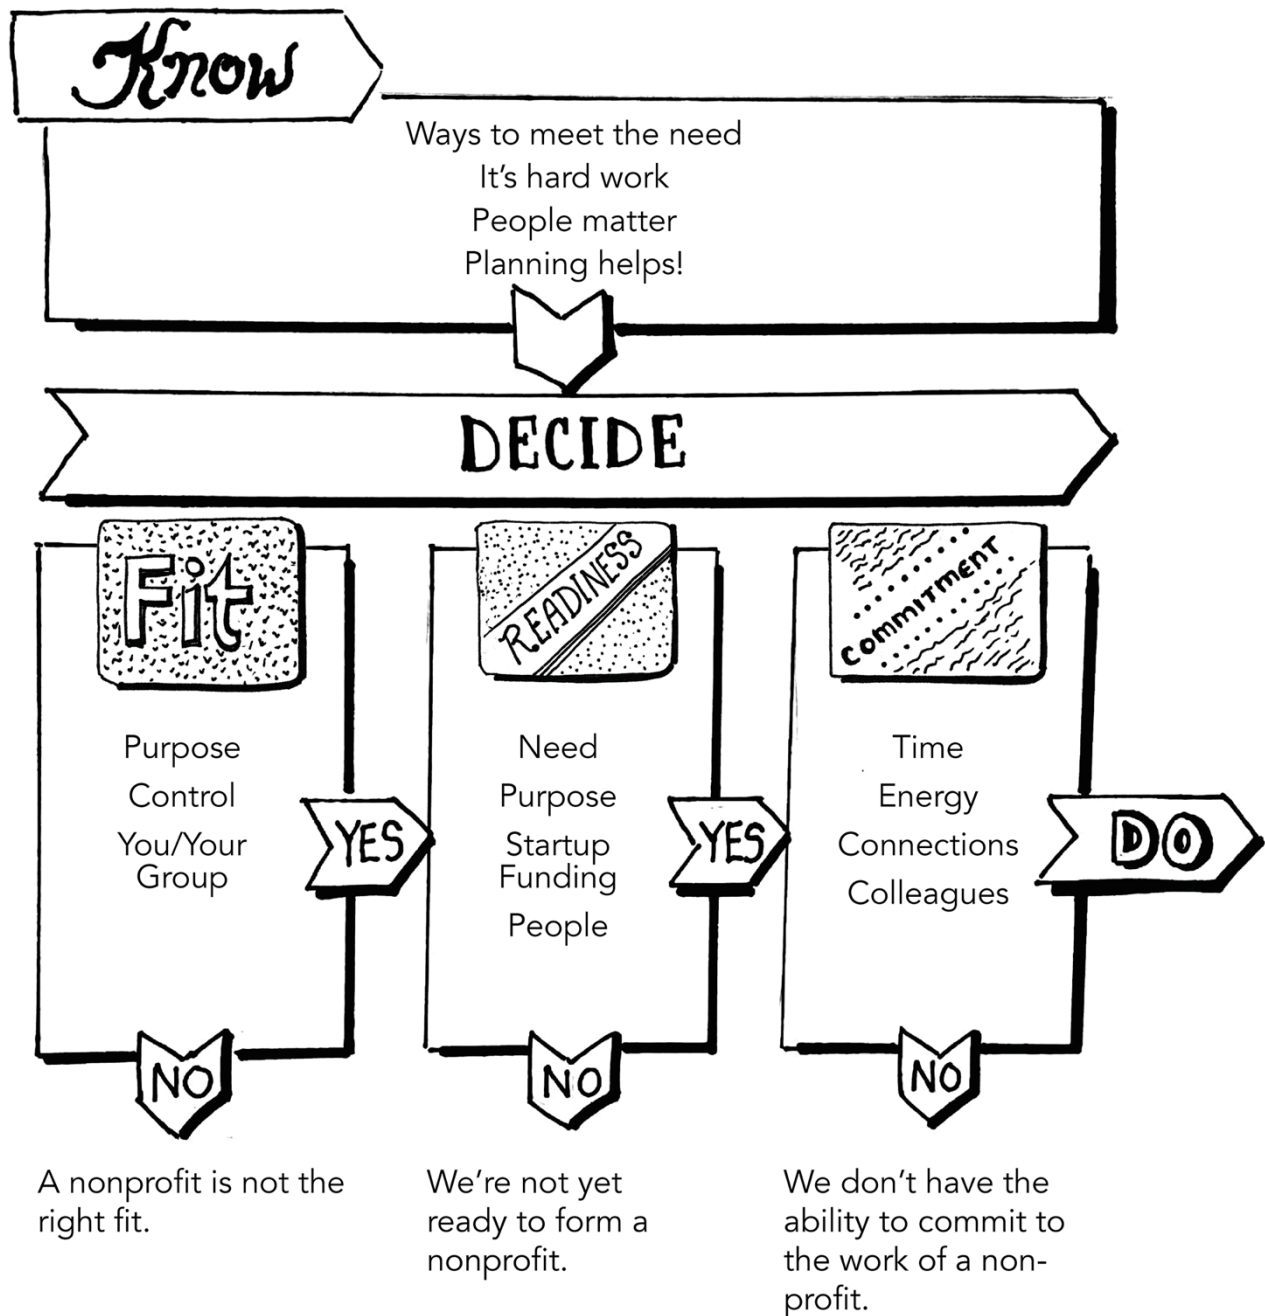 Know
Ways to meet the need
It's hard work
People matter
Planning helps!
DECIDE
Fit
Purpose
Control
You/Your
Group
YES
NO
A nonprofit is not the
right fit.
READINESS
Need
Purpose
Startup
Funding
People
YES
NO
We're not yet
ready to form a
nonprofit.
COMMITMENT
Time
Energy
Connections
Colleagues
DO
NO
We don't have the
ability to commit to
the work of a non-
profit.